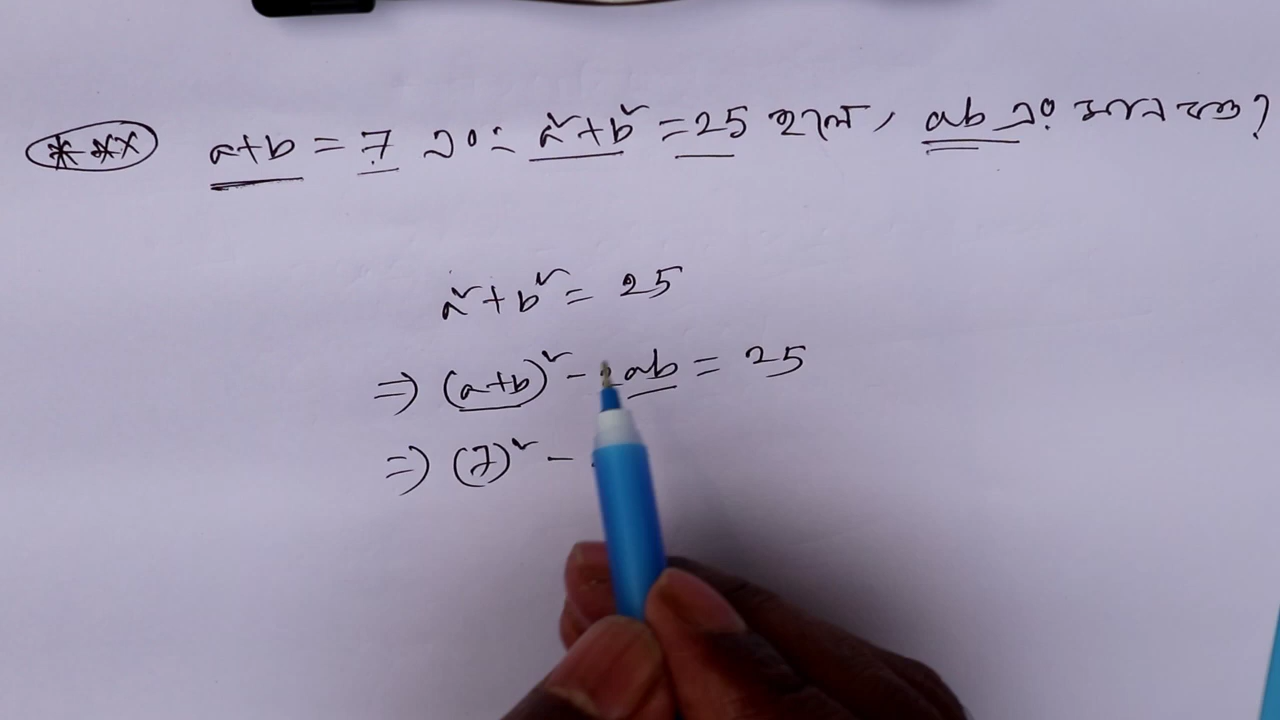 *** a+b = 7 এবং a²+b² = 25 হলে, ab এর মান কত?
a²+b² = 25
⇒ (a+b)² - 2ab = 25
⇒ (7)² -